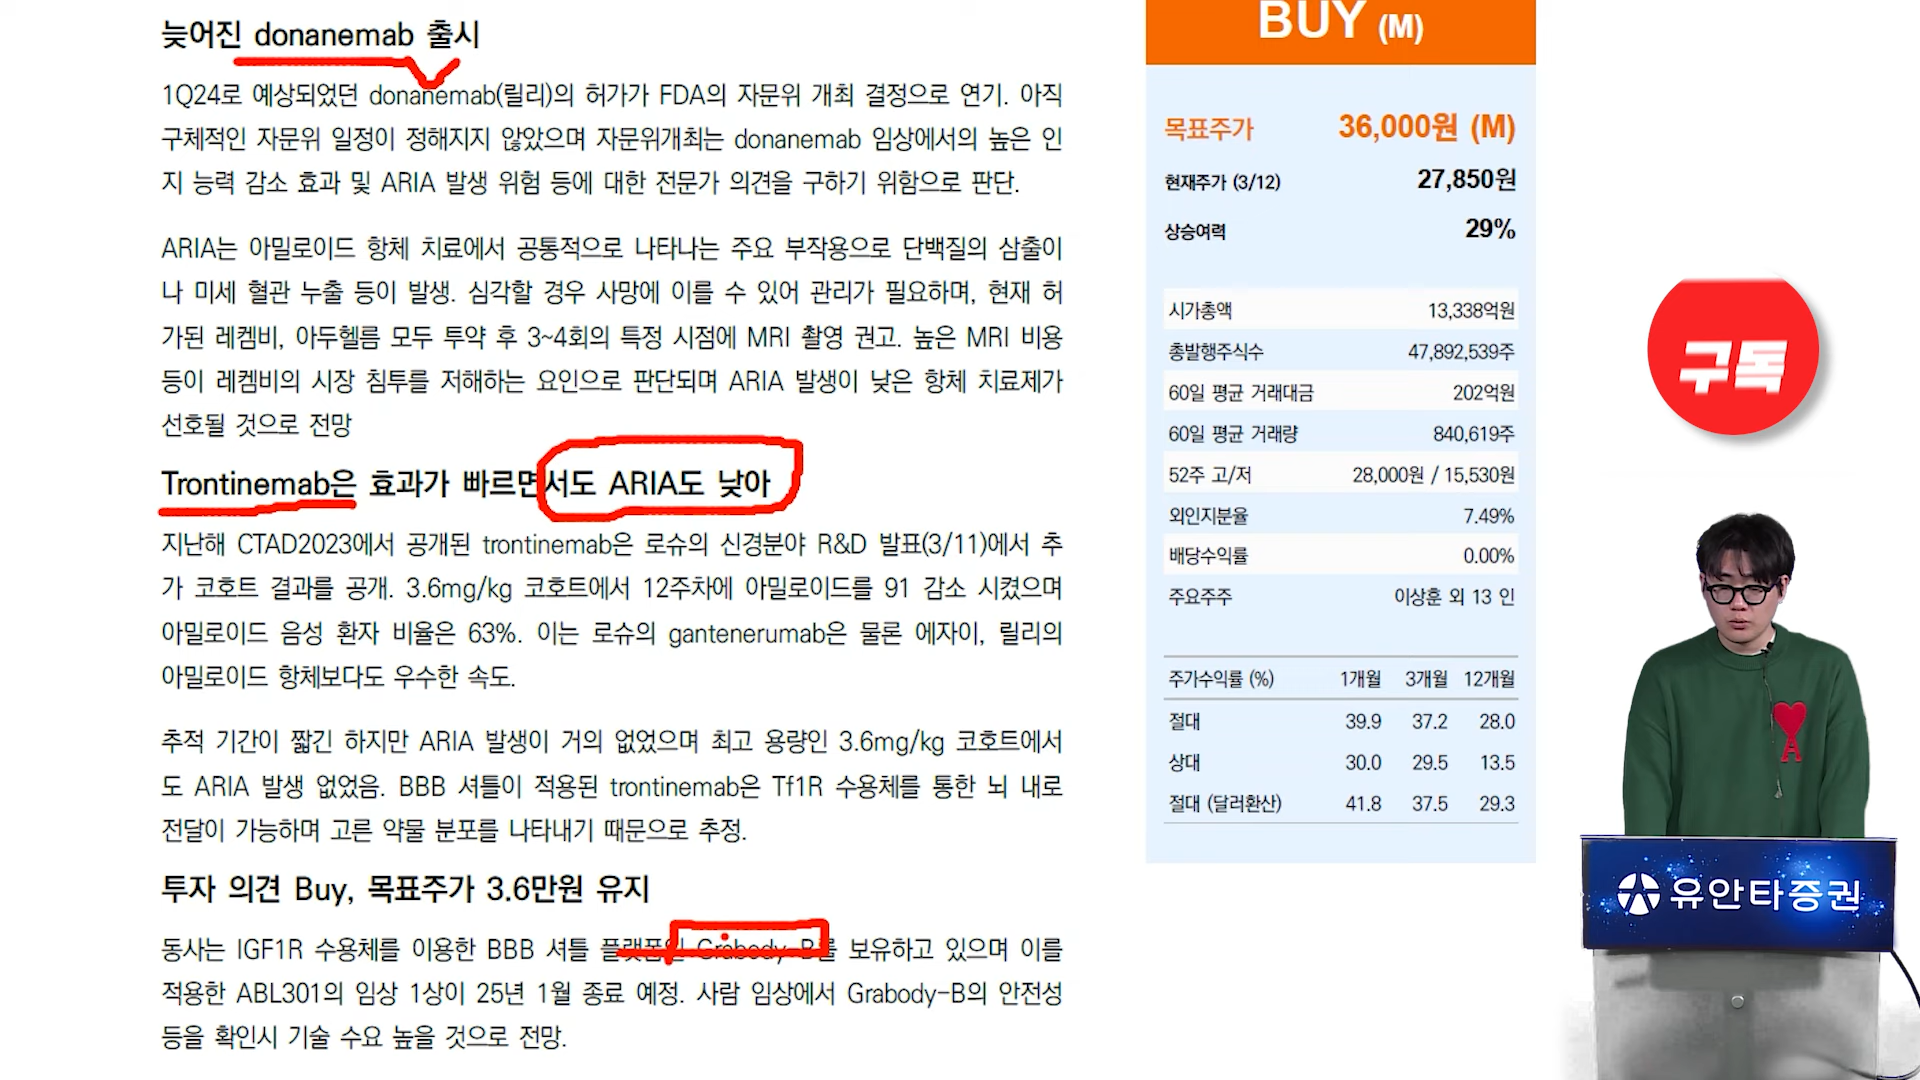 늦어진 donanemab 출시
1Q24로 예상되었던 donanemab(릴리)의 허가가 FDA의 자문위 개최 결정으로 연기. 아직
구체적인 자문위 일정이 정해지지 않았으며 자문위개최는 donanemab 임상에서의 높은 인
지 능력 감소 효과 및 ARIA 발생 위험 등에 대한 전문가 의견을 구하기 위함으로 판단.
ARIA는 아밀로이드 항체 치료에서 공통적으로 나타나는 주요 부작용으로 단백질의 삼출이
나 미세 혈관 누출 등이 발생. 심각할 경우 사망에 이를 수 있어 관리가 필요하며, 현재 허
가된 레켐비, 아두헬름 모두 투약 후 3~4회의 특정 시점에 MRI 촬영 권고. 높은 MRI 비용
등이 레켐비의 시장 침투를 저해하는 요인으로 판단되며 ARIA 발생이 낮은 항체 치료제가
선호될 것으로 전망
Trontinemab은 효과가 빠르면서도 ARIA도 낮아
지난해 CTAD2023에서 공개된 trontinemab은 로슈의 신경분야 R&D 발표(3/11)에서 추
가 코호트 결과를 공개. 3.6mg/kg 코호트에서 12주차에 아밀로이드를 91 감소 시켰으며
아밀로이드 음성 환자 비율은 63%. 이는 로슈의 gantenerumab은 물론 에자이, 릴리의
아밀로이드 항체보다도 우수한 속도.
추적 기간이 짧긴 하지만 ARIA 발생이 거의 없었으며 최고 용량인 3.6mg/kg 코호트에서
도 ARIA 발생 없었음. BBB 셔틀이 적용된 trontinemab은 Tf1R 수용체를 통한 뇌 내로
전달이 가능하며 고른 약물 분포를 나타내기 때문으로 추정.
투자 의견 Buy, 목표주가 3.6만원 유지
동사는 IGF1R 수용체를 이용한 BBB 셔틀 플랫폼인 Grabody-B를 보유하고 있으며 이를
적용한 ABL301의 임상 1상이 25년 1월 종료 예정. 사람 임상에서 Grabody-B의 안전성
등을 확인시 기술 수요 높을 것으로 전망.
BUY (M)
목표주가 36,000원 (M)
현재주가 (3/12) 27,850원
상승여력 29%
시가총액 13,338억원
총발행주식수 47,892,539주
60일 평균 거래대금 202억원
60일 평균 거래량 840,619주
52주 고/저 28,000원 / 15,530원
외인지분율 7.49%
배당수익률 0.00%
주요주주 이상훈 외 13 인
주가수익률 (%) 1개월 3개월 12개월
절대 39.9 37.2 28.0
상대 30.0 29.5 13.5
절대 (달러환산) 41.8 37.5 29.3
구독
A
유안타증권